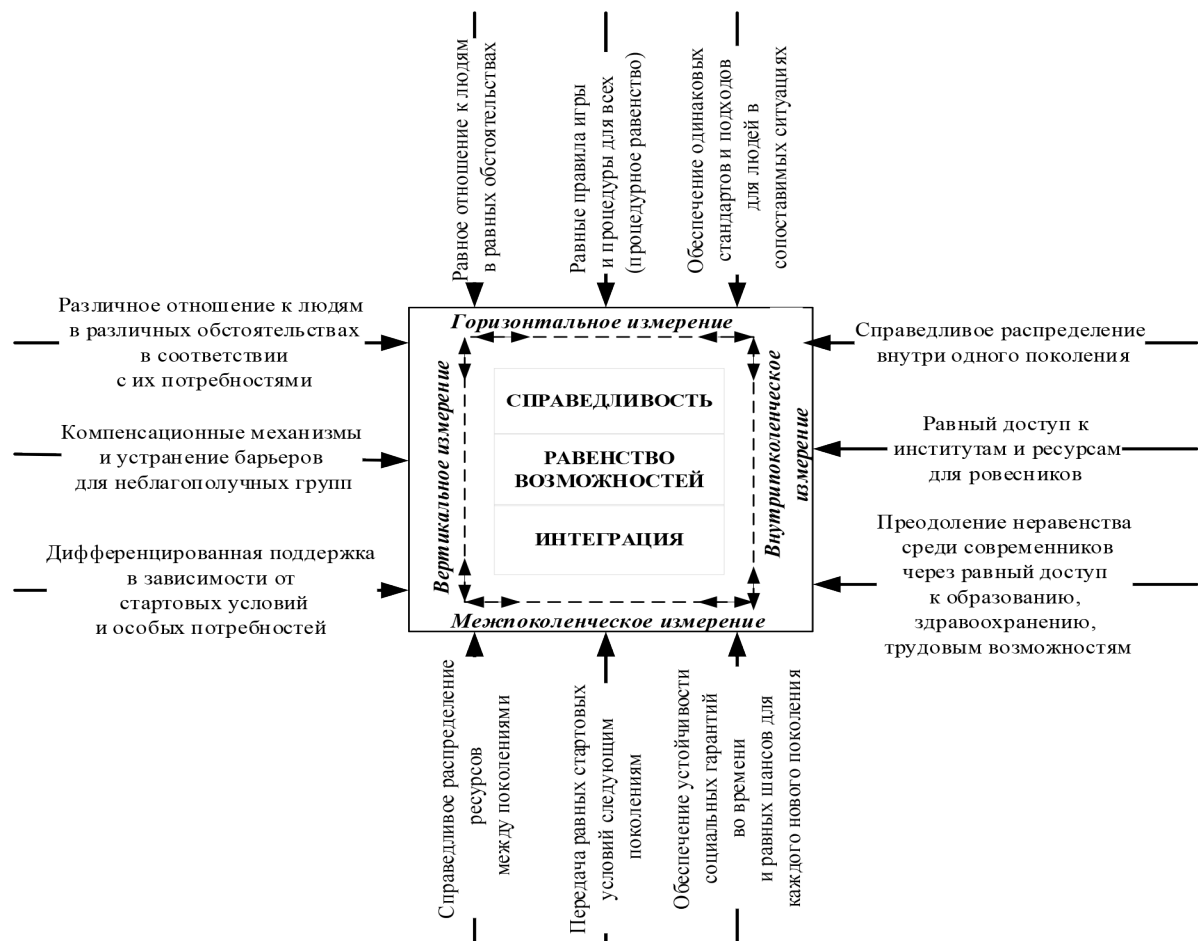 Равное отношение к людям
в равных обстоятельствах
Равные правила игры
и процедуры для всех
(процедурное равенство)
Обеспечение одинаковых
стандартов и подходов
для людей в
сопоставимых ситуациях
Различное отношение к людям
в различных обстоятельствах
в соответствии
с их потребностями
Компенсационные механизмы
и устранение барьеров
для неблагополучных групп
Дифференцированная поддержка
в зависимости от
стартовых условий
и особых потребностей
Горизонтальное измерение
Вертикальное измерение
СПРАВЕДЛИВОСТЬ
РАВЕНСТВО
ВОЗМОЖНОСТЕЙ
ИНТЕГРАЦИЯ
Внутрипоколенческое
измерение
Межпоколенческое измерение
Справедливое распределение
внутри одного поколения
Равный доступ к
институтам и ресурсам
для ровесников
Преодоление неравенства
среди современников
через равный доступ
к образованию,
здравоохранению,
трудовым возможностям
Справедливое распределение
ресурсов
между поколениями
Передача равных стартовых
условий следующим
поколениям
Обеспечение устойчивости
социальных гарантий
во времени
и равных шансов для
каждого нового поколения